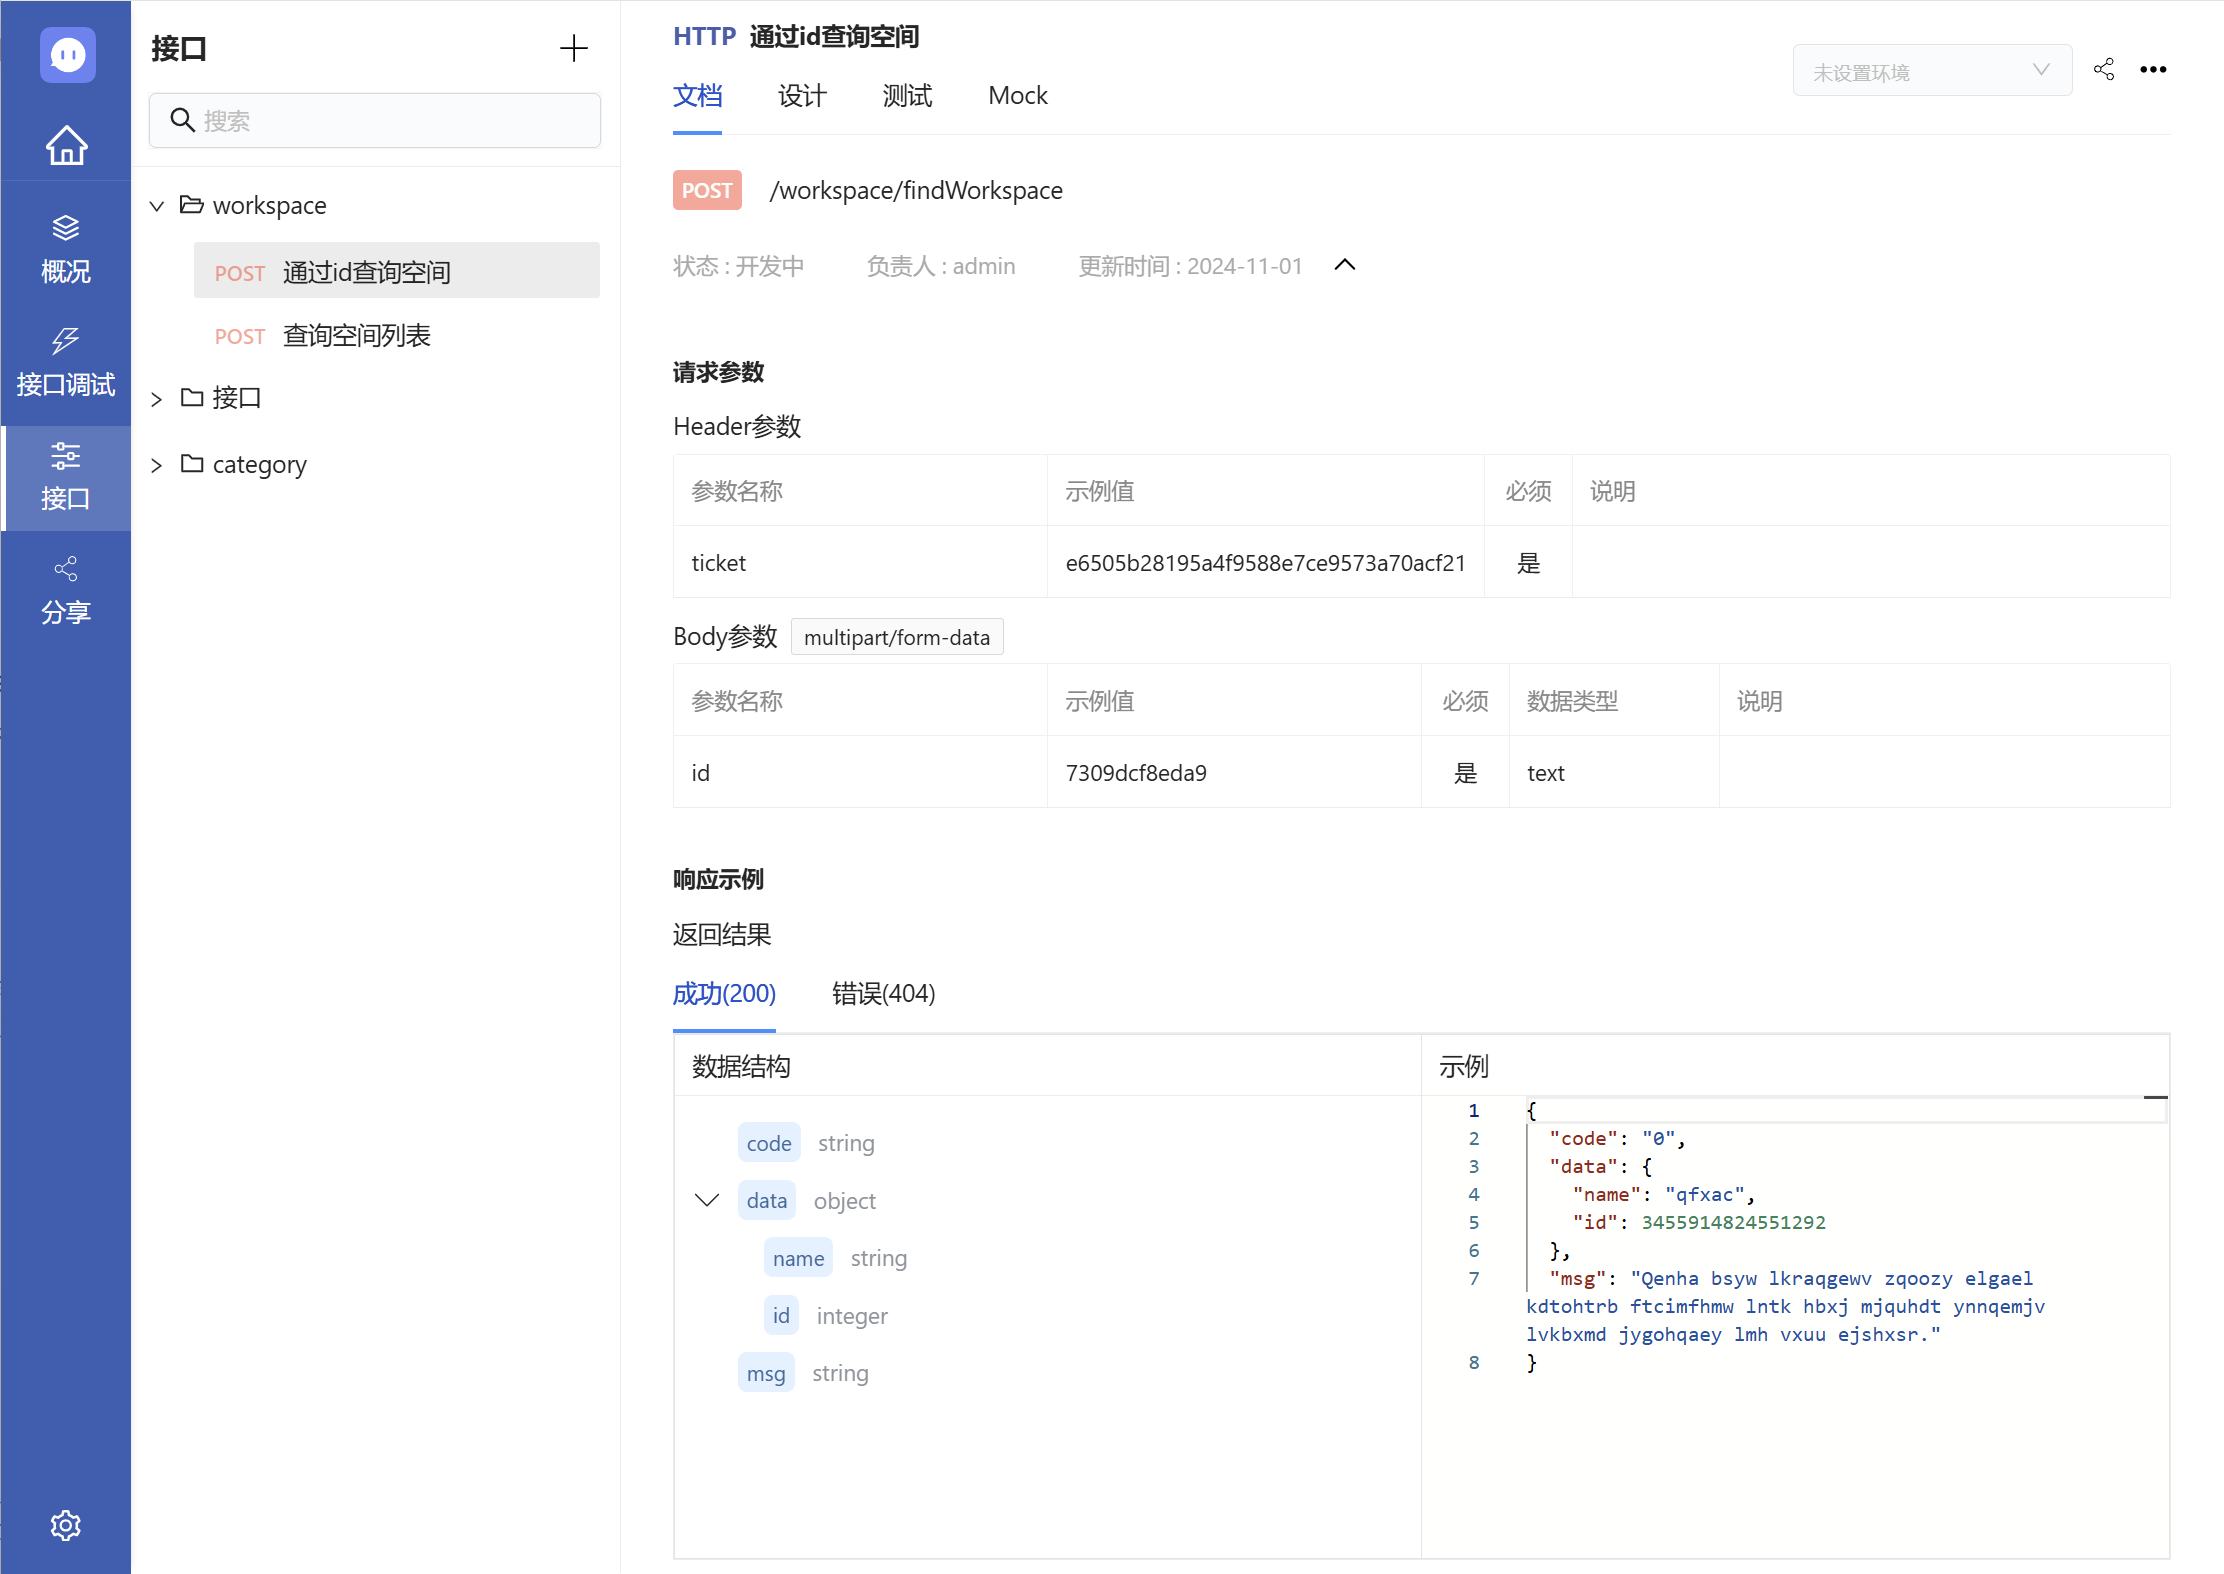 概况
接口调试
接口
分享
接口
搜索
workspace
POST 通过id查询空间
POST 查询空间列表
接口
category
HTTP 通过id查询空间
文档 设计 测试 Mock
未设置环境
POST /workspace/findWorkspace
状态 : 开发中 负责人 : admin 更新时间 : 2024-11-01
请求参数
Header参数
参数名称 示例值 必须 说明
ticket e6505b28195a4f9588e7ce9573a70acf21 是
Body参数 multipart/form-data
参数名称 示例值 必须 数据类型 说明
id 7309dcf8eda9 是 text
响应示例
返回结果
成功(200) 错误(404)
数据结构
code string
data object
name string
id integer
msg string
示例
1 {
2 "code": "0",
3 "data": {
4 "name": "qfxac",
5 "id": 3455914824551292
6 },
7 "msg": "Qenha bsyw lkraqgewv zqoozy elgael
kdtohtrb ftcimfhmw lntk hbxj mjquhdt ynnqemjv
lvkbxmd jygohqaey lmh vxuu ejshxsr."
8 }